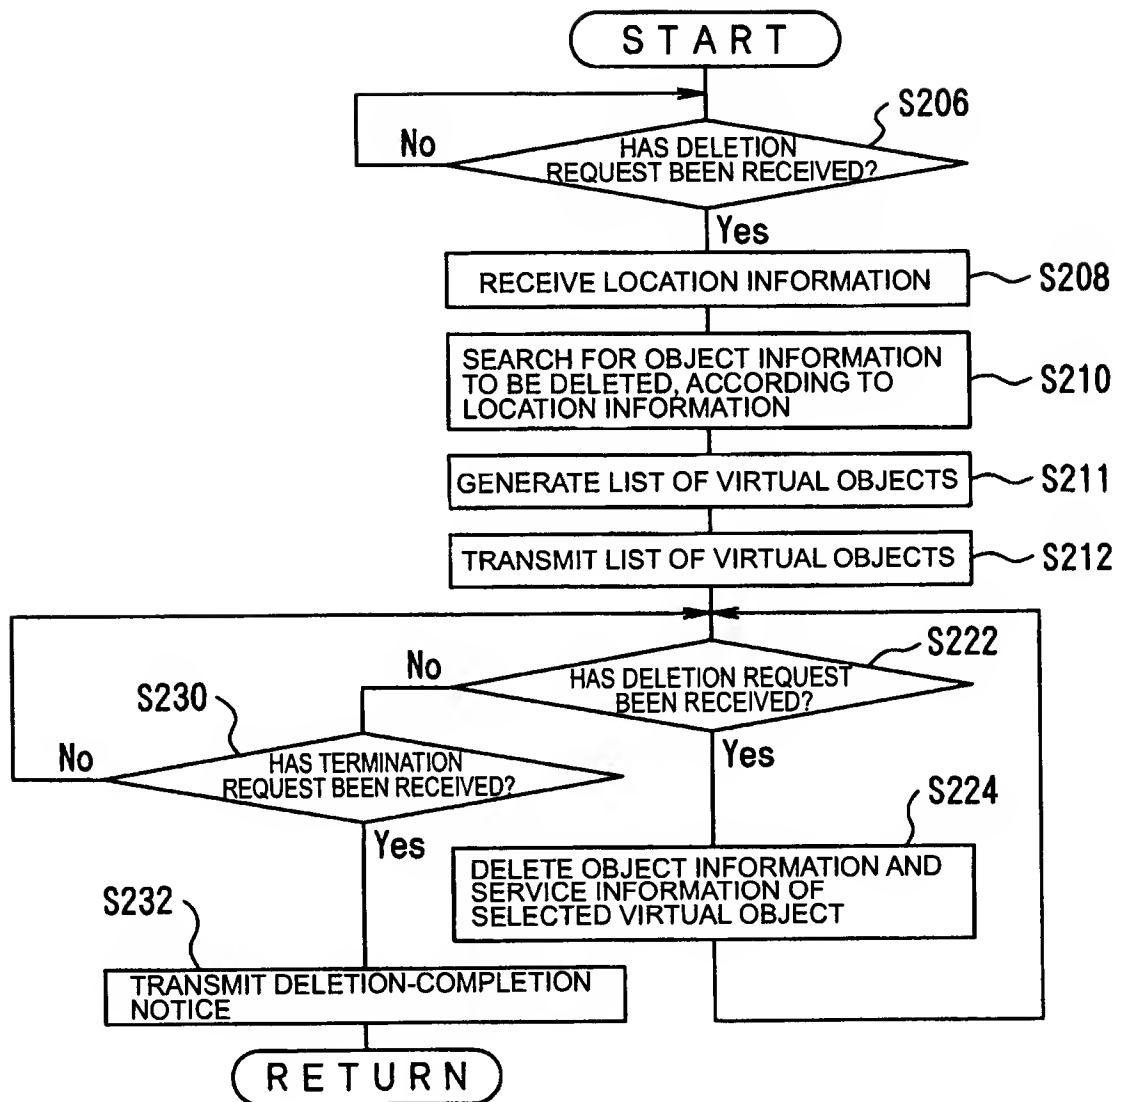 START
S206
No
HAS DELETION
REQUEST BEEN RECEIVED?
Yes
RECEIVE LOCATION INFORMATION
S208
SEARCH FOR OBJECT INFORMATION
TO BE DELETED, ACCORDING TO
LOCATION INFORMATION
S210
GENERATE LIST OF VIRTUAL OBJECTS
S211
TRANSMIT LIST OF VIRTUAL OBJECTS
S212
S222
No
HAS DELETION REQUEST
BEEN RECEIVED?
Yes
S230
No
HAS TERMINATION
REQUEST BEEN RECEIVED?
Yes
S224
DELETE OBJECT INFORMATION AND
SERVICE INFORMATION OF
SELECTED VIRTUAL OBJECT
S232
TRANSMIT DELETION-COMPLETION
NOTICE
RETURN